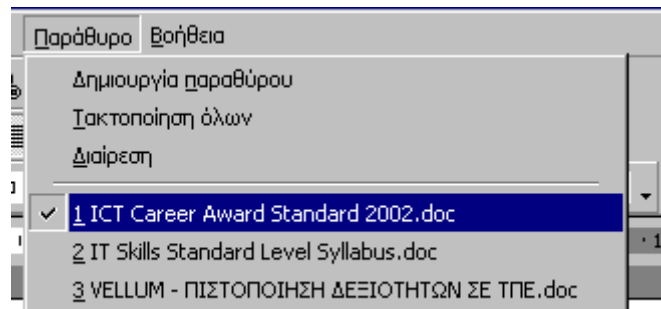 Παράθυρο Βοήθεια
Δημιουργία παραθύρου
Τακτοποίηση όλων
Διαίρεση
1 ICT Career Award Standard 2002.doc
2 IT Skills Standard Level Syllabus.doc
3 VELLUM - ΠΙΣΤΟΠΟΙΗΣΗ ΔΕΞΙΟΤΗΤΩΝ ΣΕ ΤΠΕ.doc